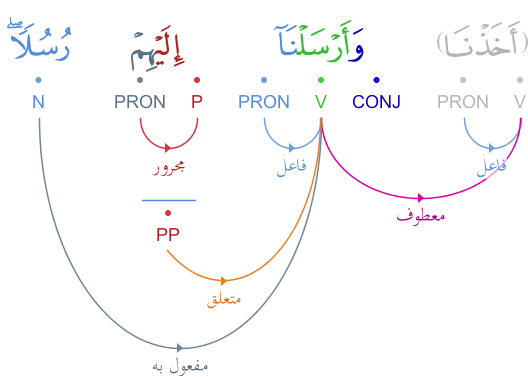 (أَخَذْنَا) وَأَرْسَلْنَآ إِلَيْهِمْ رُسُلًاۖ
V PRON CONJ V PRON P PRON N
فاعل فاعل مجرور
معطوف
PP
متعلق
مفعول به